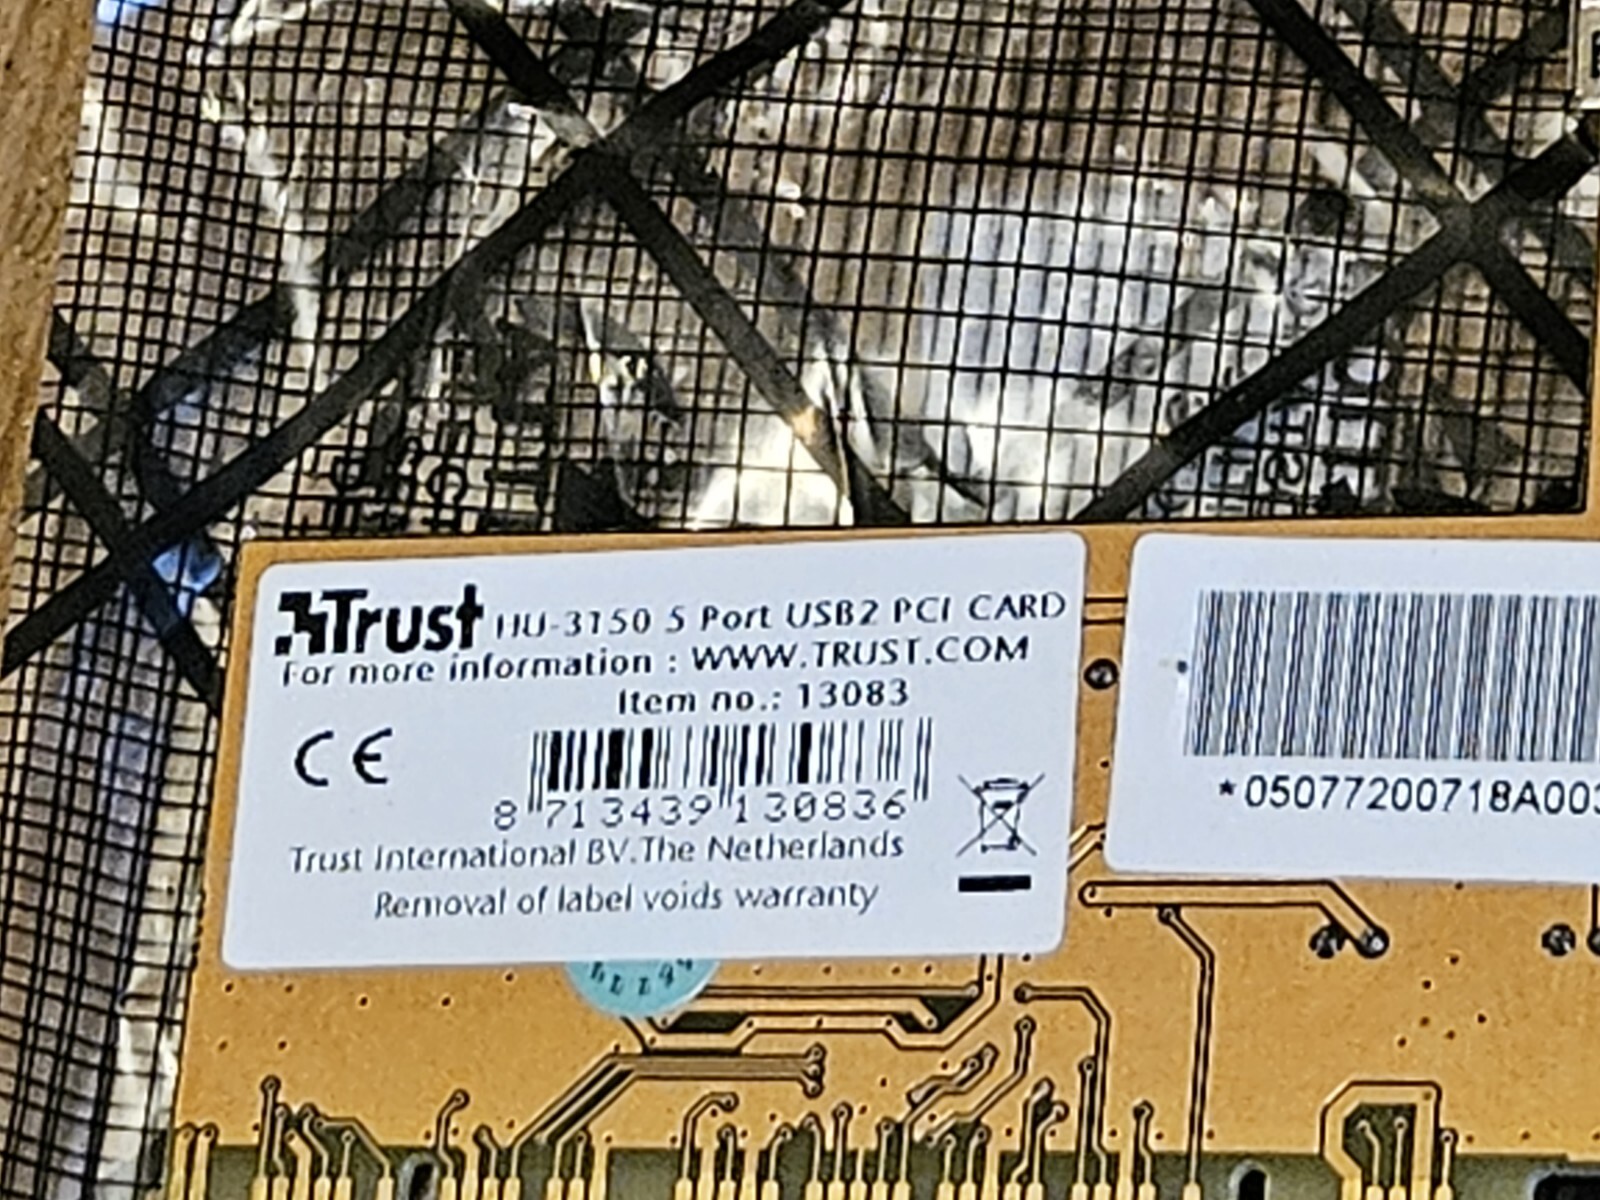 Trust HU-3150 5 Port USB2 PCI CARD
For more information : WWW.TRUST.COM
Item no.: 13083
CE
8 713439 130836
Trust International BV.The Netherlands
Removal of label voids warranty
*05077200718A00